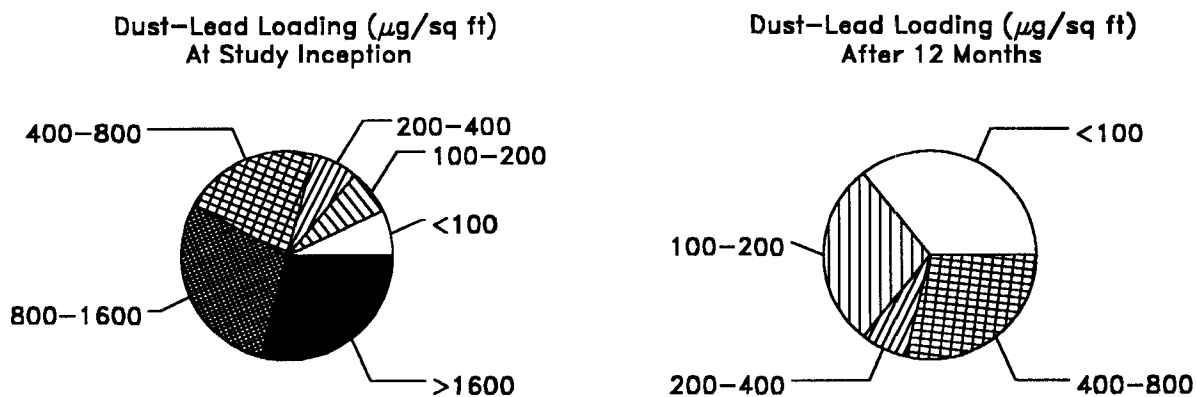 Dust-Lead Loading (μg/sq ft)
At Study Inception
400-800
200-400
100-200
<100
800-1600
>1600
Dust-Lead Loading (μg/sq ft)
After 12 Months
<100
100-200
200-400
400-800